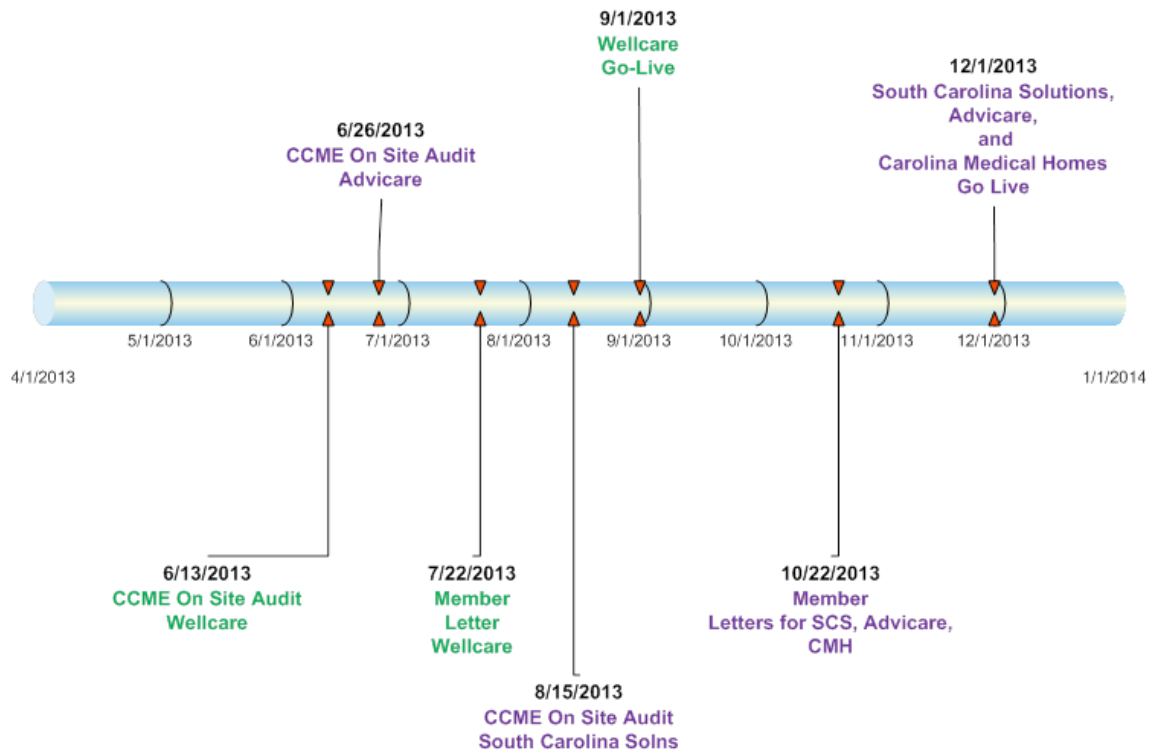 9/1/2013
Wellcare
Go-Live
12/1/2013
South Carolina Solutions,
Advicare,
and
Carolina Medical Homes
Go Live
6/26/2013
CCME On Site Audit
Advicare
5/1/2013
6/1/2013
7/1/2013
8/1/2013
9/1/2013
10/1/2013
11/1/2013
12/1/2013
4/1/2013
1/1/2014
6/13/2013
CCME On Site Audit
Wellcare
7/22/2013
Member
Letter
Wellcare
10/22/2013
Member
Letters for SCS, Advicare,
CMH
8/15/2013
CCME On Site Audit
South Carolina Solns